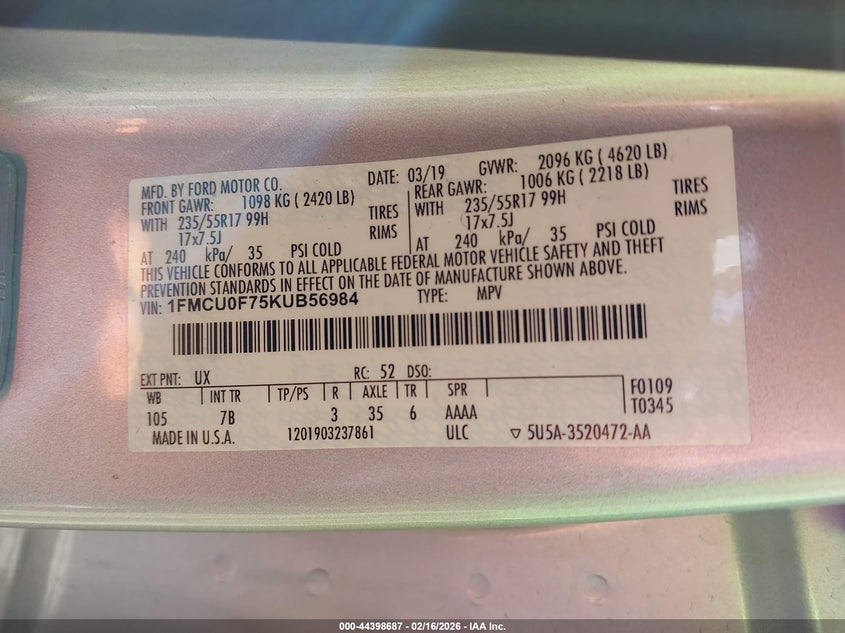 MFD. BY FORD MOTOR CO.
DATE: 03/19
GVWR: 2096 KG ( 4620 LB)
FRONT GAWR: 1098 KG ( 2420 LB)
REAR GAWR: 1006 KG ( 2218 LB)
WITH 235/55R17 99H TIRES
WITH 235/55R17 99H TIRES
17x7.5J RIMS
17x7.5J RIMS
AT 240 kPa/ 35 PSI COLD
AT 240 kPa/ 35 PSI COLD
THIS VEHICLE CONFORMS TO ALL APPLICABLE FEDERAL MOTOR VEHICLE SAFETY AND THEFT
PREVENTION STANDARDS IN EFFECT ON THE DATE OF MANUFACTURE SHOWN ABOVE.
VIN: 1FMCU0F75KUB56984 TYPE: MPV
EXT PNT: UX RC: 52 DSO:
WB INT TR TP/PS R AXLE TR SPR F0109
105 7B 3 35 6 AAAA T0345
MADE IN U.S.A. 1201903237861 ULC ▽ 5U5A-3520472-AA
000-44398687 - 02/16/2026 - IAA Inc.